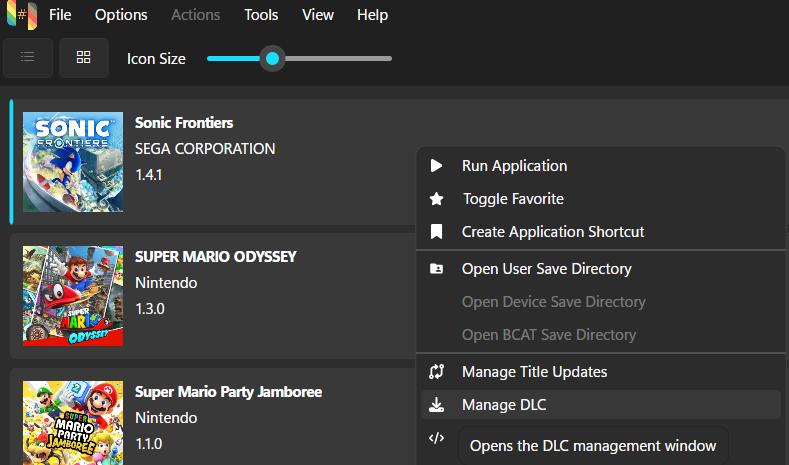 File Options Actions Tools View Help
Icon Size
SONIC
FRONTIERS
Sonic Frontiers
SEGA CORPORATION
1.4.1
SUPER MARIO ODYSSEY
SUPER MARIO ODYSSEY
Nintendo
1.3.0
SUPER MARIO PARTY JAMBOREE
Super Mario Party Jamboree
Nintendo
1.1.0
Run Application
Toggle Favorite
Create Application Shortcut
Open User Save Directory
Open Device Save Directory
Open BCAT Save Directory
Manage Title Updates
Manage DLC
Opens the DLC management window